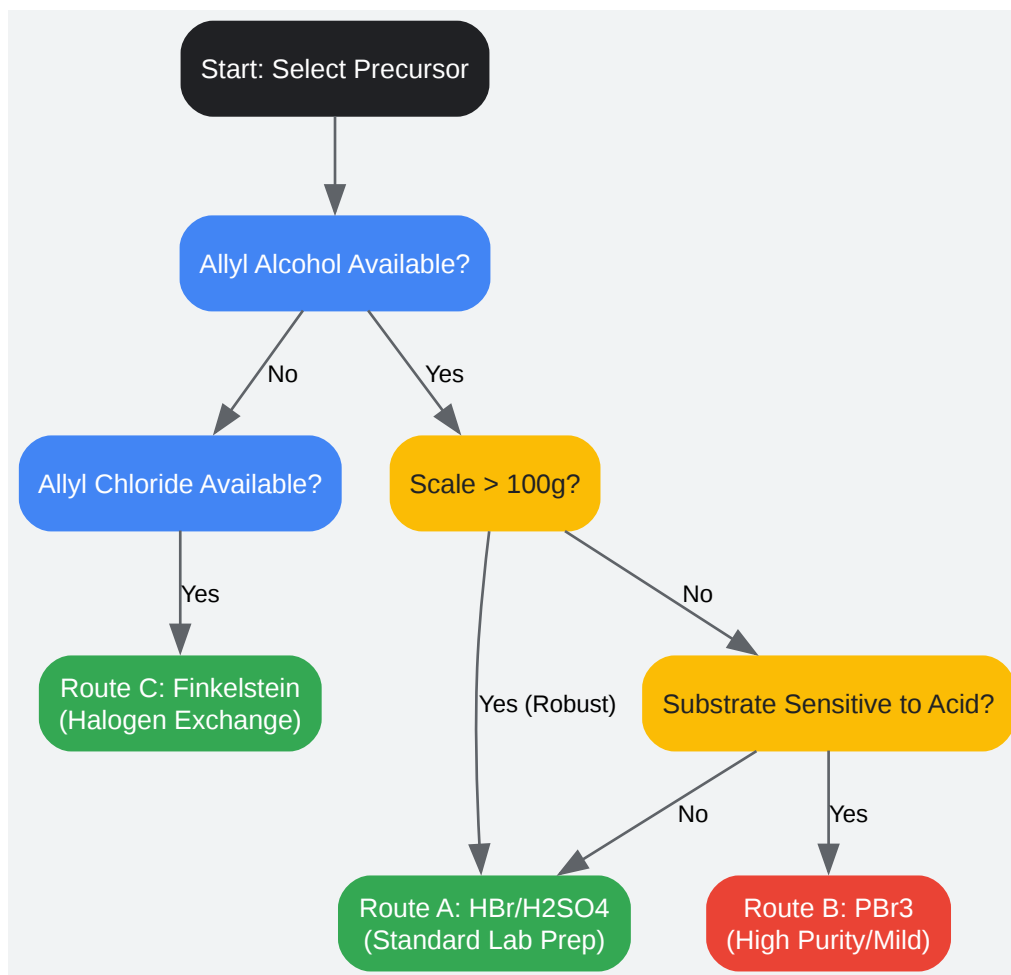 Start: Select Precursor
Allyl Alcohol Available?
No
Yes
Allyl Chloride Available?
Scale > 100g?
Yes
No
Route C: Finkelstein
(Halogen Exchange)
Yes (Robust)
Substrate Sensitive to Acid?
No
Yes
Route A: HBr/H2SO4
(Standard Lab Prep)
Route B: PBr3
(High Purity/Mild)